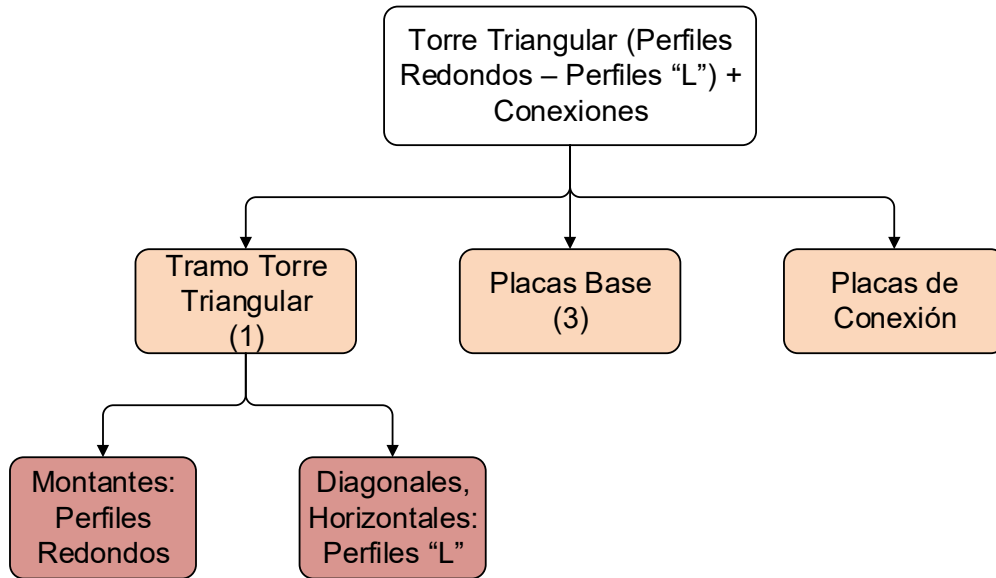 Torre Triangular (Perfiles
Redondos – Perfiles “L”) +
Conexiones
Tramo Torre
Triangular
(1)
Placas Base
(3)
Placas de
Conexión
Montantes:
Perfiles
Redondos
Diagonales,
Horizontales:
Perfiles “L”